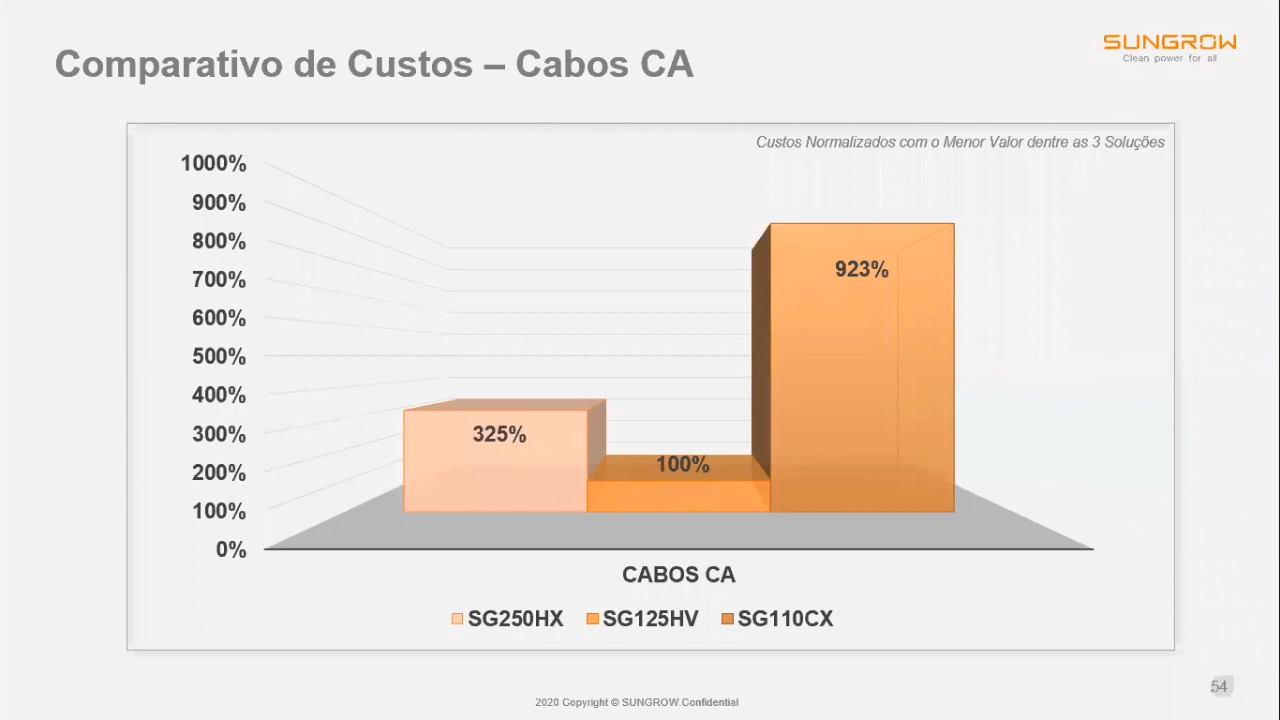 Comparativo de Custos – Cabos CA
SUNGROW
Clean power for all
Custos Normalizados com o Menor Valor dentre as 3 Soluções
1000%
900%
800%
700%
600%
500%
400%
300%
200%
100%
0%
325%
100%
923%
CABOS CA
SG250HX SG125HV SG110CX
2020 Copyright © SUNGROW Confidential
54